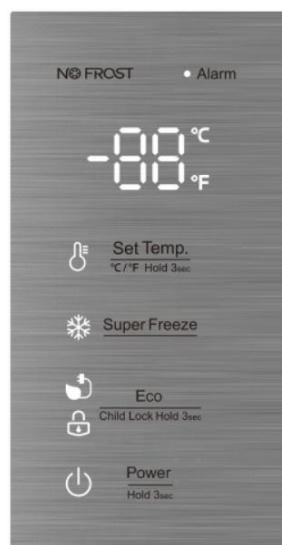 NO FROST
Alarm
-88 °C
°F
Set Temp.
°C/°F Hold 3sec
Super Freeze
Eco
Child Lock Hold 3sec
Power
Hold 3sec